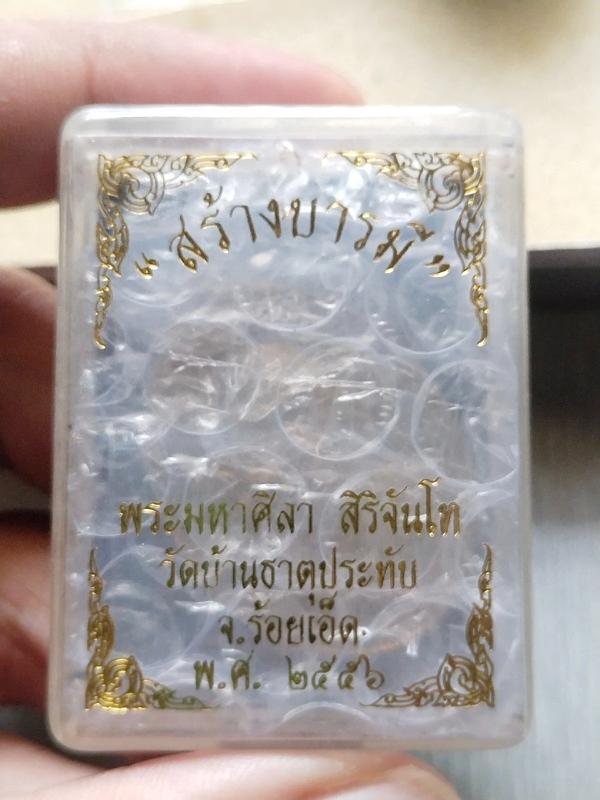 “สร้างบารมี”
พระมหาศิลา สิริจันโท
วัดบ้านธาตุประทับ
จ.ร้อยเอ็ด
พ.ศ. ๒๕๕๖